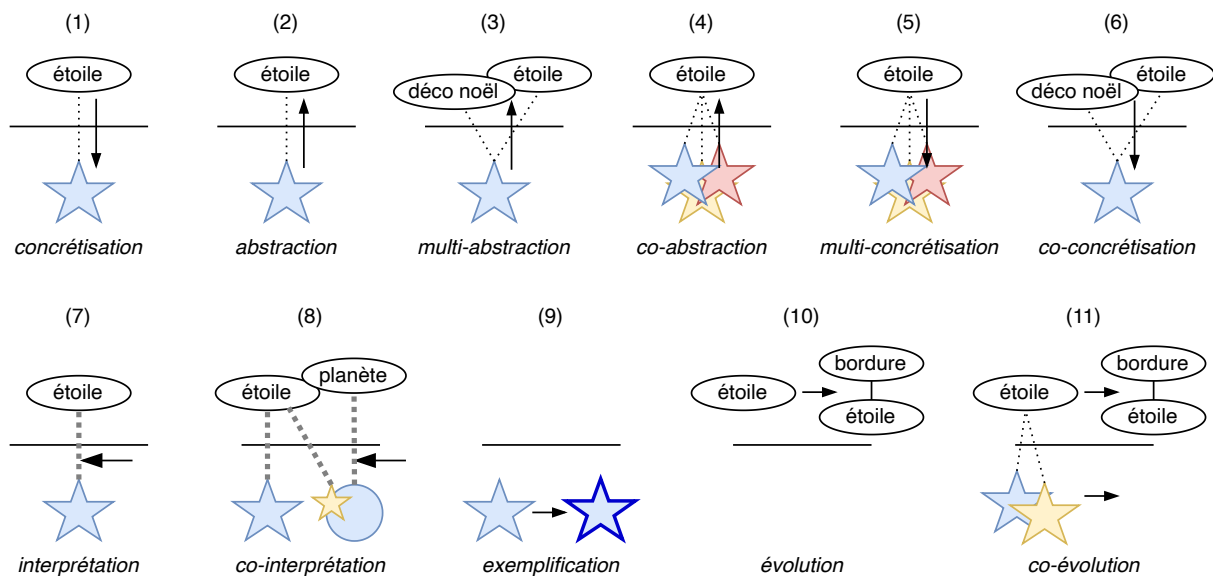 (1) (2) (3) (4) (5) (6)
étoile étoile déco noël étoile étoile étoile déco noël étoile
concrétisation abstraction multi-abstraction co-abstraction multi-concrétisation co-concrétisation
(7) (8) (9) (10) (11)
étoile étoile planète étoile bordure étoile étoile bordure étoile
interprétation co-interprétation exemplification évolution co-évolution